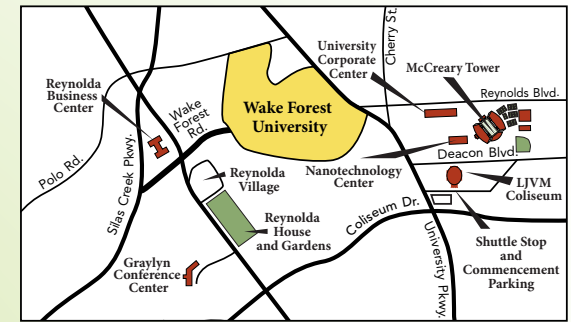 Cherry St.
University
Corporate
Center
McCreary Tower
Reynolda
Business
Center
Reynolds Blvd.
Wake
Forest
Rd.
Wake Forest
University
Deacon Blvd.
Polo Rd.
Silas Creek Pkwy.
Reynolda
Village
Nanotechnology
Center
LJVM
Coliseum
Reynolda
House
and Gardens
Coliseum Dr.
University Pkwy.
Shuttle Stop
and
Commencement
Parking
Graylyn
Conference
Center